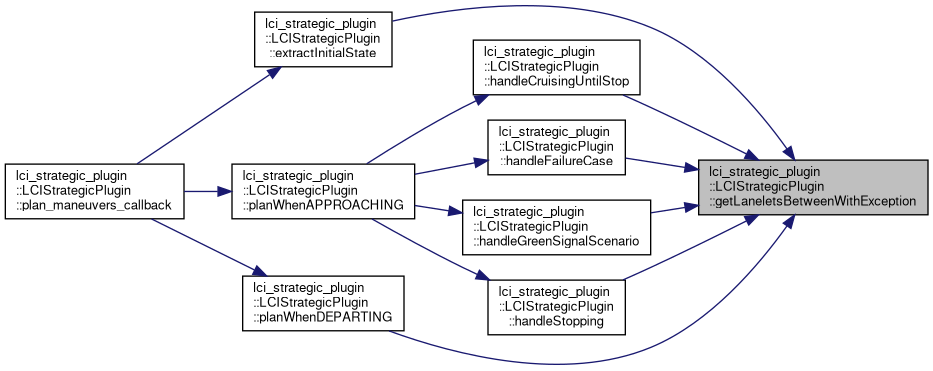 lci_strategic_plugin
::LCIStrategicPlugin
::extractInitialState
lci_strategic_plugin
::LCIStrategicPlugin
::handleCruisingUntilStop
lci_strategic_plugin
::LCIStrategicPlugin
::handleFailureCase
lci_strategic_plugin
::LCIStrategicPlugin
::plan_maneuvers_callback
lci_strategic_plugin
::LCIStrategicPlugin
::planWhenAPPROACHING
lci_strategic_plugin
::LCIStrategicPlugin
::getLaneletsBetweenWithException
lci_strategic_plugin
::LCIStrategicPlugin
::handleGreenSignalScenario
lci_strategic_plugin
::LCIStrategicPlugin
::planWhenDEPARTING
lci_strategic_plugin
::LCIStrategicPlugin
::handleStopping